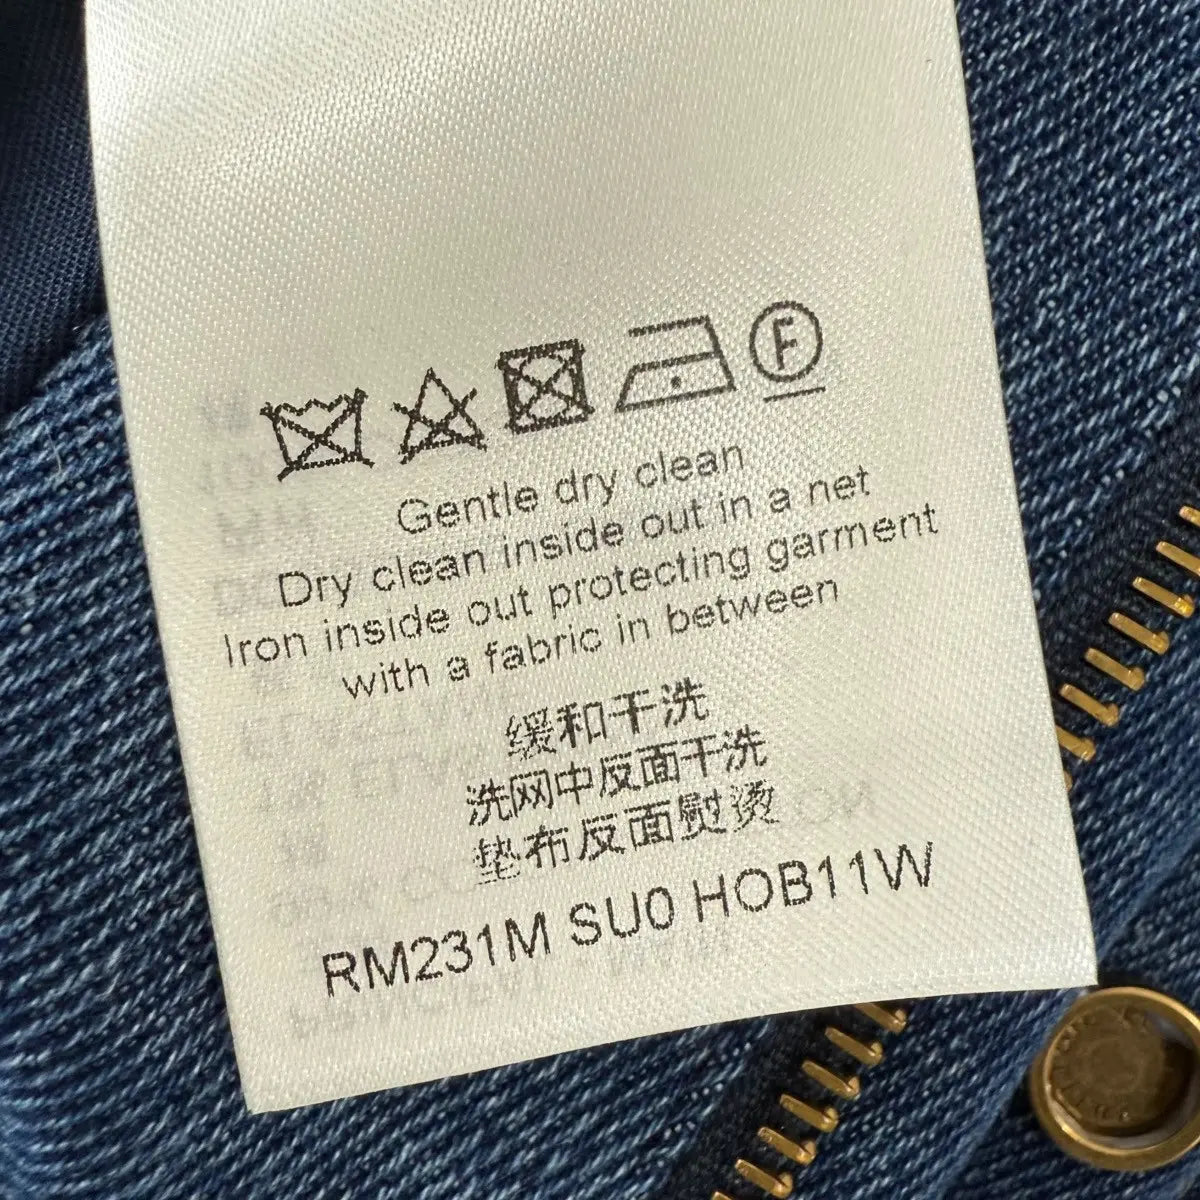 F
Gentle dry clean
Dry clean inside out in a net
Iron inside out protecting garment
with a fabric in between
缓和干洗
洗网中反面干洗
垫布反面熨烫
RM231M SU0 HOB11W